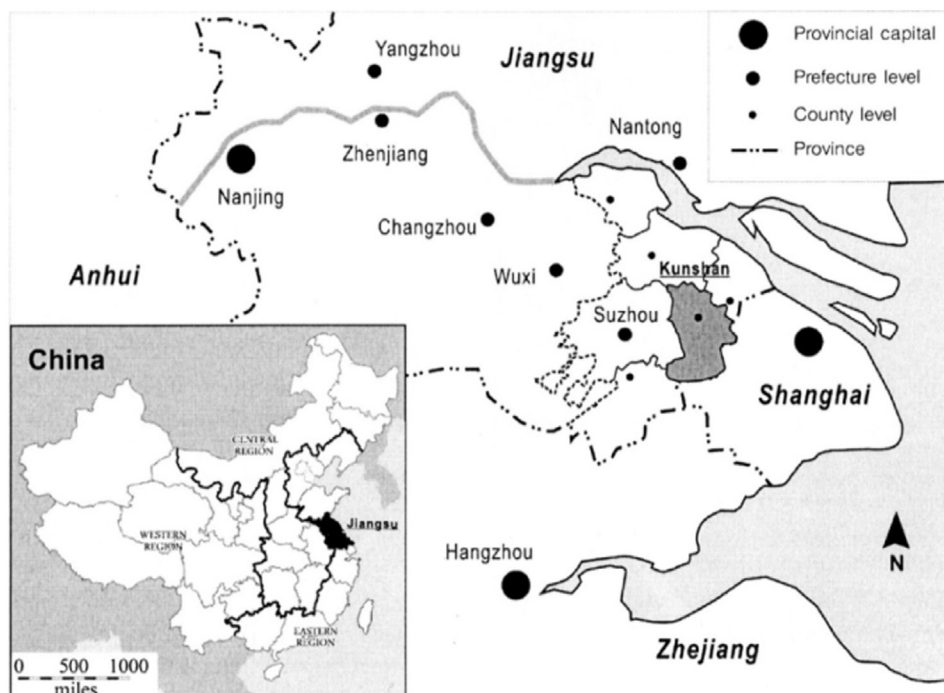 Provincial capital
Prefecture level
County level
Province
Yangzhou
Jiangsu
Zhenjiang
Nantong
Nanjing
Changzhou
Anhui
Wuxi
Kunshan
Suzhou
Shanghai
Hangzhou
Zhejiang
N
China
CENTRAL
REGION
Jiangsu
WESTERN
REGION
EASTERN
REGION
0 500 1000
miles